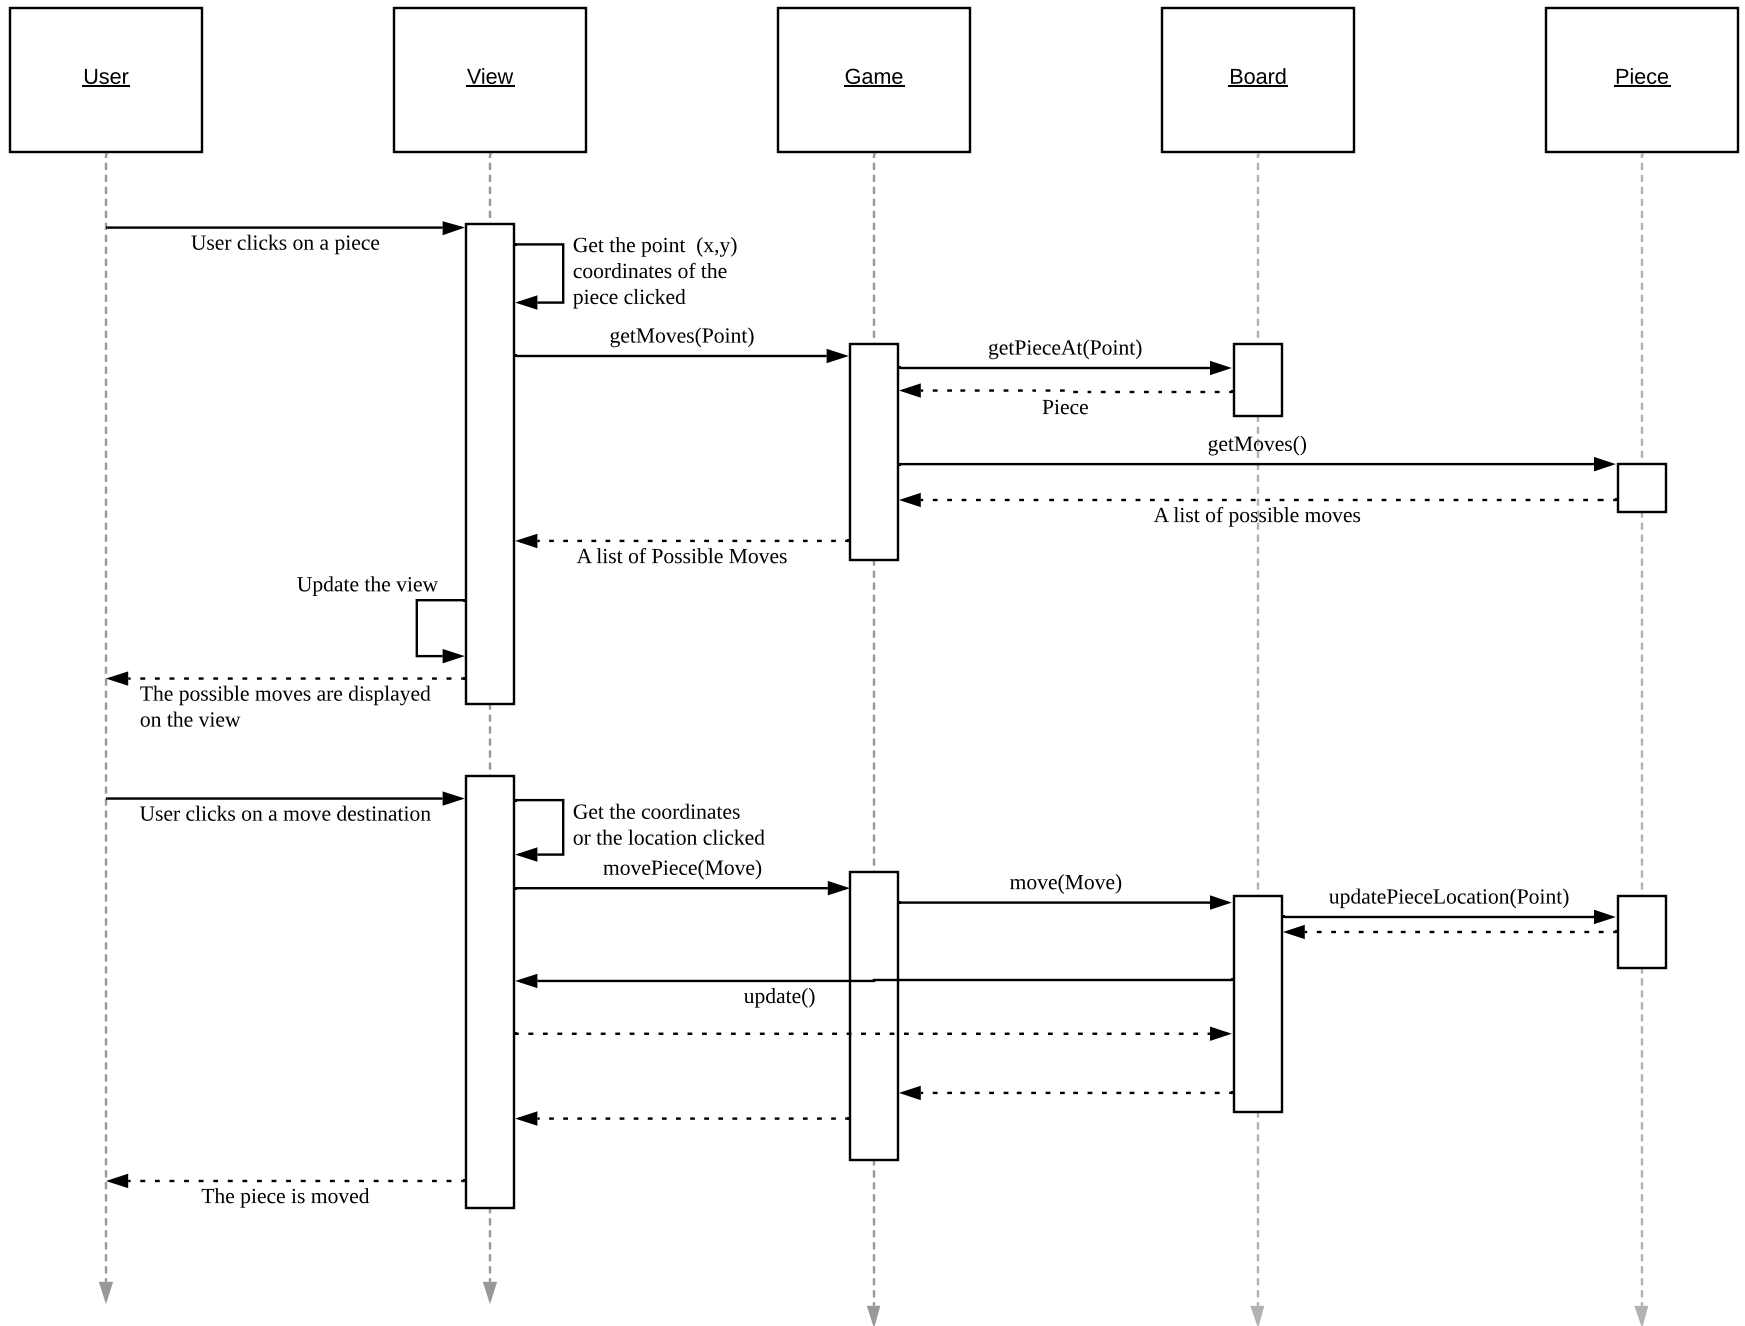 User
View
Game
Board
Piece
User clicks on a piece
Get the point  (x,y)
coordinates of the
piece clicked
getMoves(Point)
getPieceAt(Point)
Piece
getMoves()
A list of possible moves
A list of Possible Moves
Update the view
The possible moves are displayed
on the view
User clicks on a move destination
Get the coordinates
or the location clicked
movePiece(Move)
move(Move)
updatePieceLocation(Point)
update()
The piece is moved